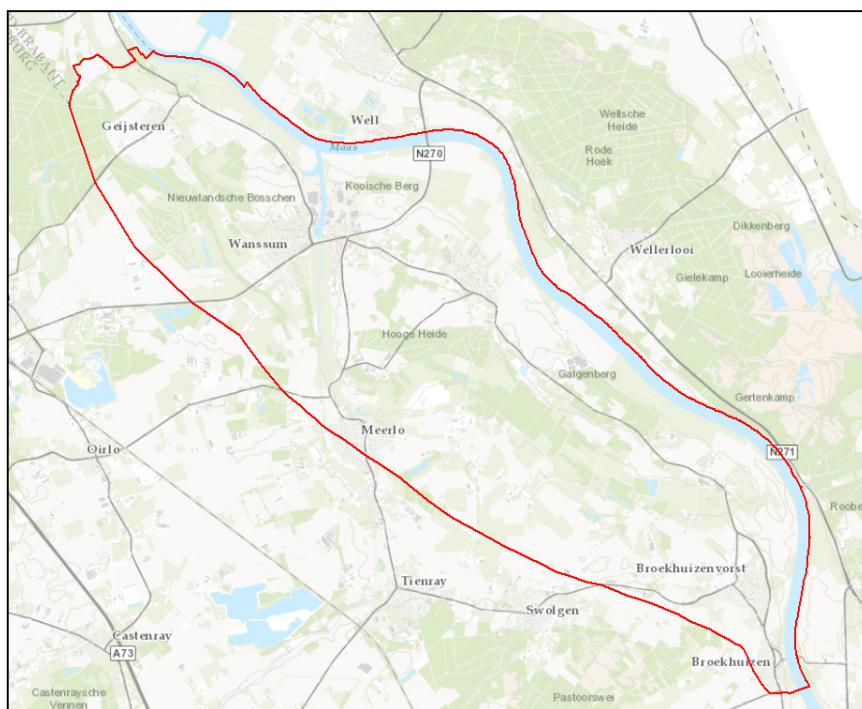 D-BRABANT
BURG
Geijsteren
Well
Maas
N270
Wellsche
Heide
Rode
Hoek
Nieuwlandsche Bosschen
Kooische Berg
Wanssum
Wellerlooi
Dikkenberg
Gielekamp
Looierheide
Hooge Heide
Galgenberg
Gertenkamp
Meerlo
Oirlo
N271
Roobe
Tienray
Broekhuizenvorst
Swolgen
Castenray
A73
Broekhuizen
Castenraysche
Vennen
Pastoorswei